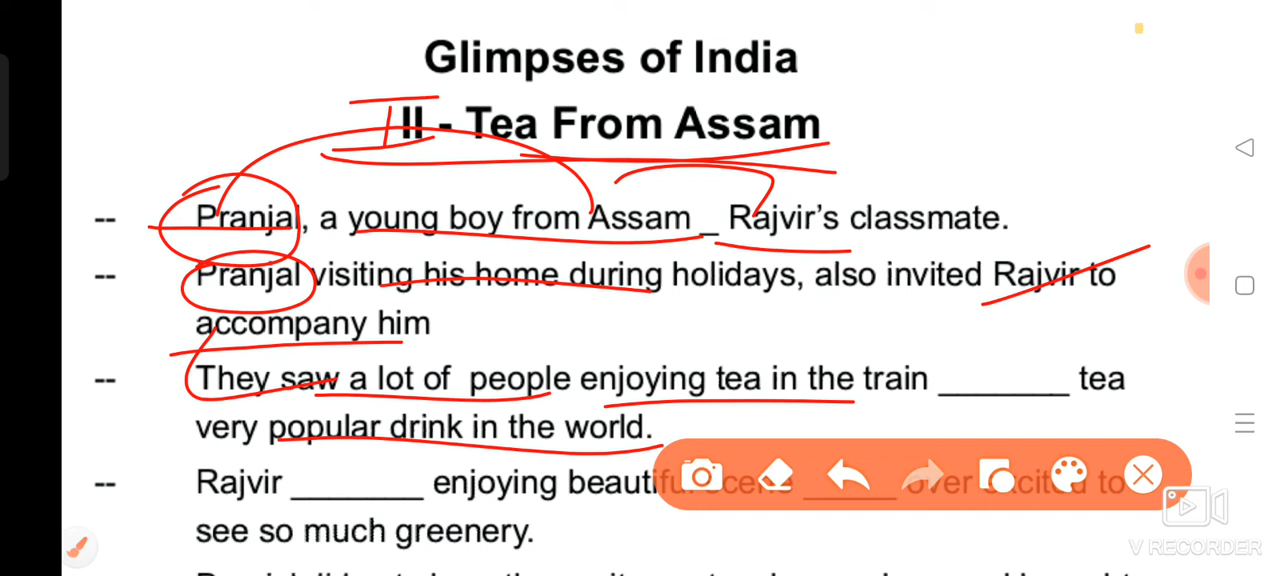 Glimpses of India
III - Tea From Assam
-- Pranjal, a young boy from Assam _ Rajvir's classmate.
-- Pranjal visiting his home during holidays, also invited Rajvir to
accompany him
-- They saw a lot of people enjoying tea in the train _______ tea
very popular drink in the world.
-- Rajvir _______ enjoying beautiful scene _____ over excited to
see so much greenery.
V RECORDER